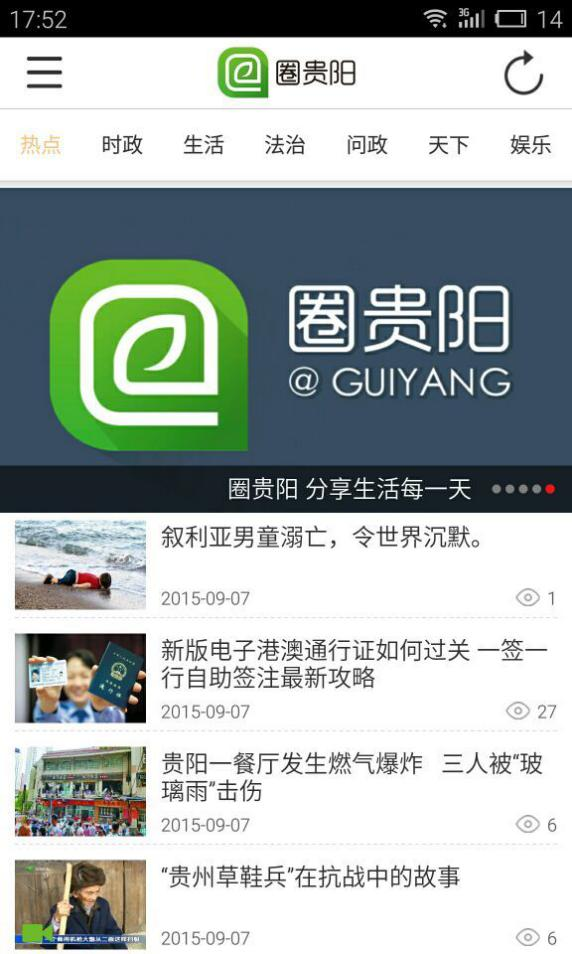 17:52
3G
14
圈贵阳
热点 时政 生活 法治 问政 天下 娱乐
圈贵阳
@ GUIYANG
圈贵阳 分享生活每一天
叙利亚男童溺亡，令世界沉默。
2015-09-07 1
新版电子港澳通行证如何过关 一签一
行自助签注最新攻略
2015-09-07 27
贵阳一餐厅发生燃气爆炸 三人被“玻
璃雨”击伤
2015-09-07 6
“贵州草鞋兵”在抗战中的故事
2015-09-07 6